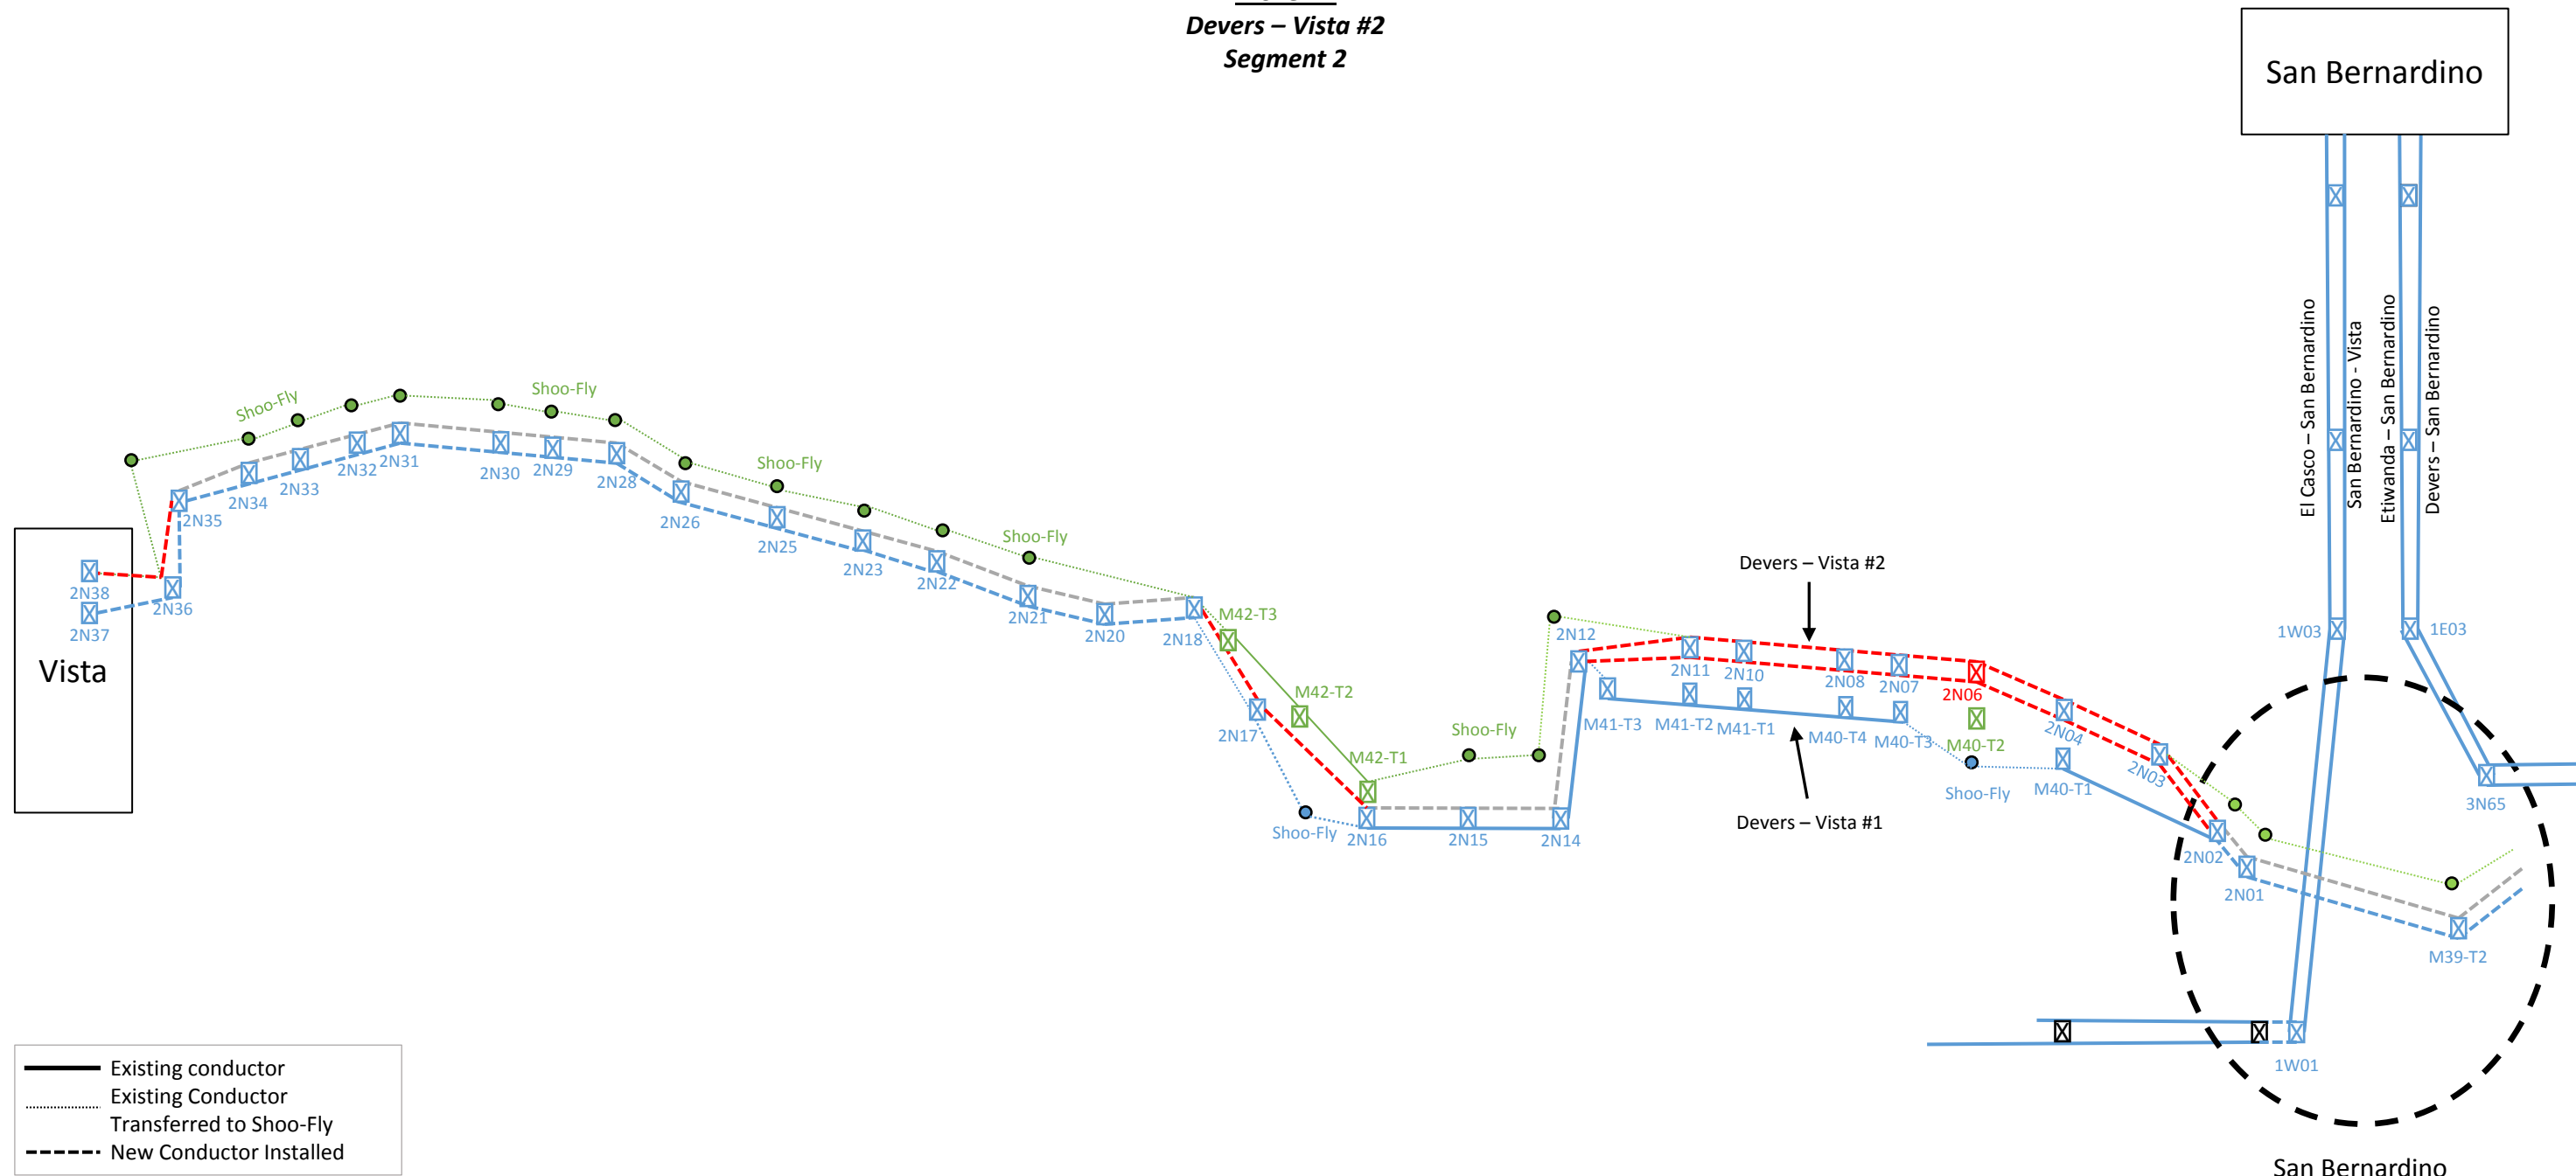 Devers – Vista #2
Segment 2
San Bernardino
El Casco – San Bernardino
San Bernardino - Vista
Etiwanda – San Bernardino
Devers – San Bernardino
Shoo-Fly
Shoo-Fly
Shoo-Fly
Shoo-Fly
2N38
2N37
2N36
2N35
2N34
2N33
2N32
2N31
2N30
2N29
2N28
2N26
2N25
2N23
2N22
2N21
2N20
2N18
Vista
M42-T3
M42-T2
M42-T1
2N17
Shoo-Fly
Shoo-Fly
2N16
2N15
2N14
2N12
Devers – Vista #2
2N11
2N10
2N08
2N07
2N06
2N04
2N03
M41-T3
M41-T2
M41-T1
M40-T4
M40-T3
M40-T2
M40-T1
Shoo-Fly
Devers – Vista #1
2N02
2N01
1W03
1E03
3N65
M39-T2
1W01
San Bernardino
Existing conductor
Existing Conductor
Transferred to Shoo-Fly
New Conductor Installed